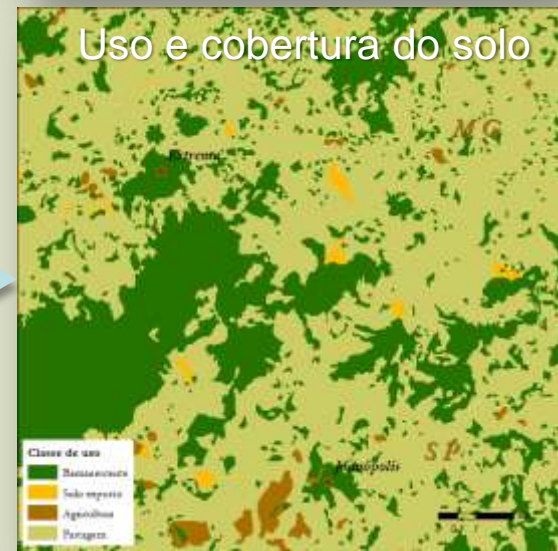 Uso e cobertura do solo
MG
Extrema
SP
Classe de uso
Remanescente
Solo exposto
Agricultura
Pastagem